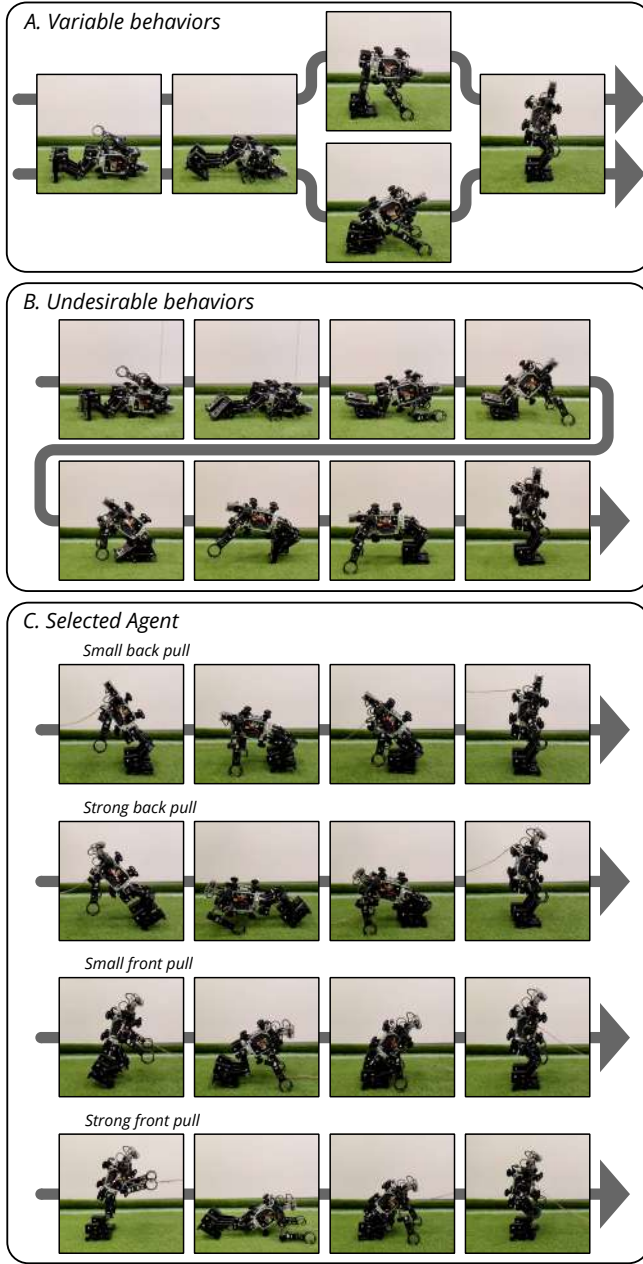 A. Variable behaviors
B. Undesirable behaviors
C. Selected Agent
Small back pull
Strong back pull
Small front pull
Strong front pull